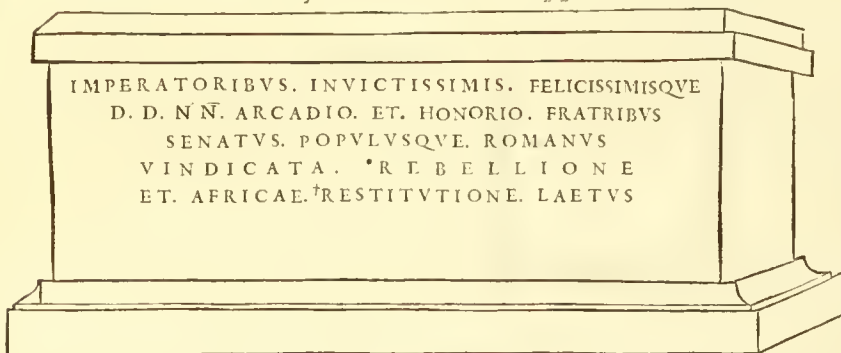 IMPERATORIBVS. INVICTISSIMIS. FELICISSIMISQVE
D. D. N̄ N̄. ARCADIO. ET. HONORIO. FRATRIBVS
SENATVS. POPVLVSQVE. ROMANVS
VINDICATA. *REBELLIONE
ET. AFRICAE. †RESTITVTIONE. LAETVS